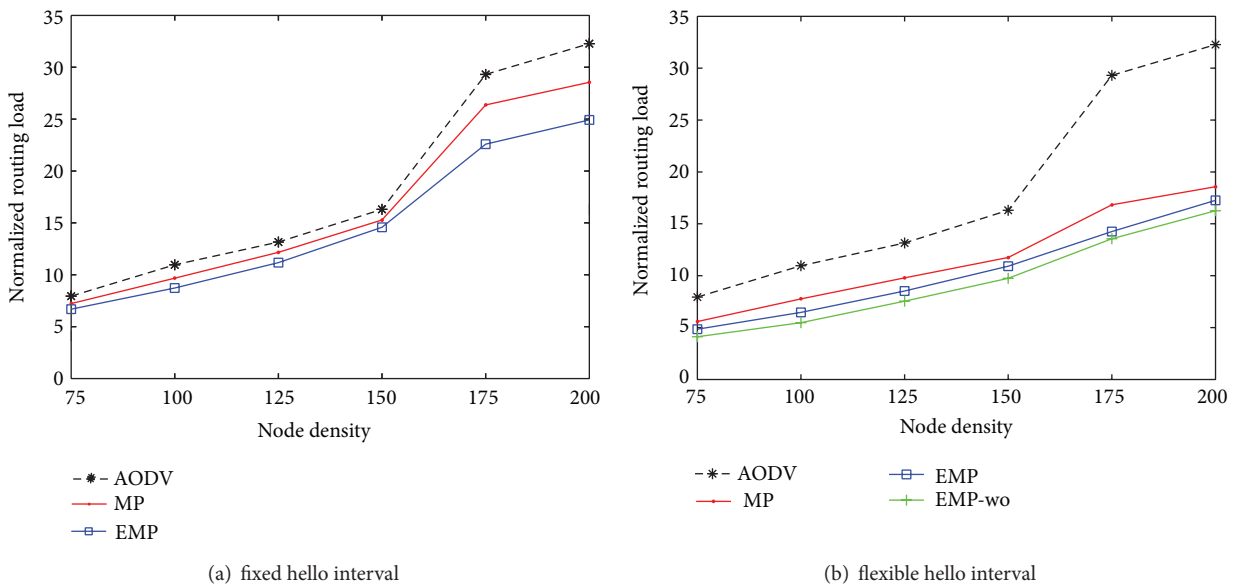 35
30
25
20
15
10
5
0
Normalized routing load
75 100 125 150 175 200
Node density
AODV
MP
EMP
(a) fixed hello interval
35
30
25
20
15
10
5
0
Normalized routing load
75 100 125 150 175 200
Node density
AODV EMP
MP EMP-wo
(b) flexible hello interval